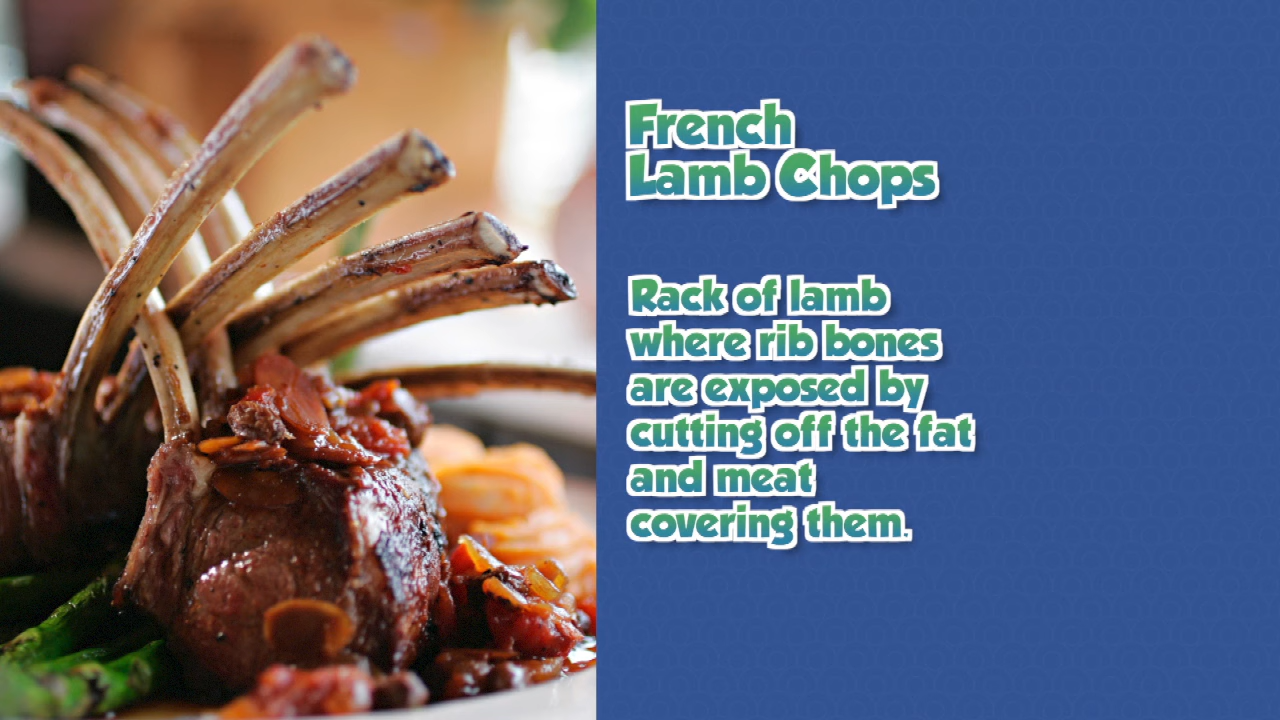 French
Lamb Chops
Rack of lamb
where rib bones
are exposed by
cutting off the fat
and meat
covering them.